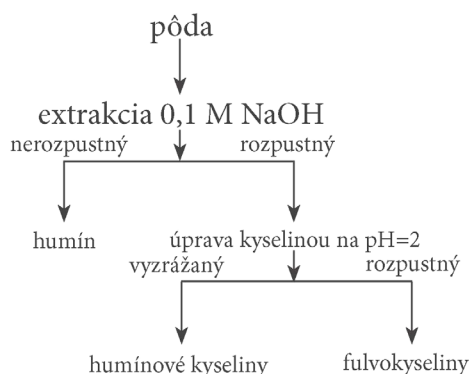 pôda
extrakcia 0,1 M NaOH
nerozpustný rozpustný
humín
úprava kyselinou na pH=2
vyzrážaný rozpustný
humínové kyseliny
fulvokyseliny